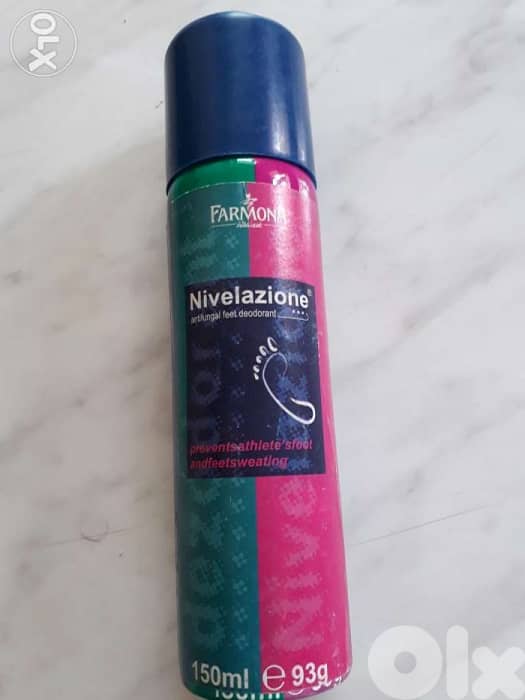 OLX
FARMONA
Nivelazione®
antifungal feet deodorant
preventsathlete'sfoot
andfeetsweating
150ml e 93g
OLX